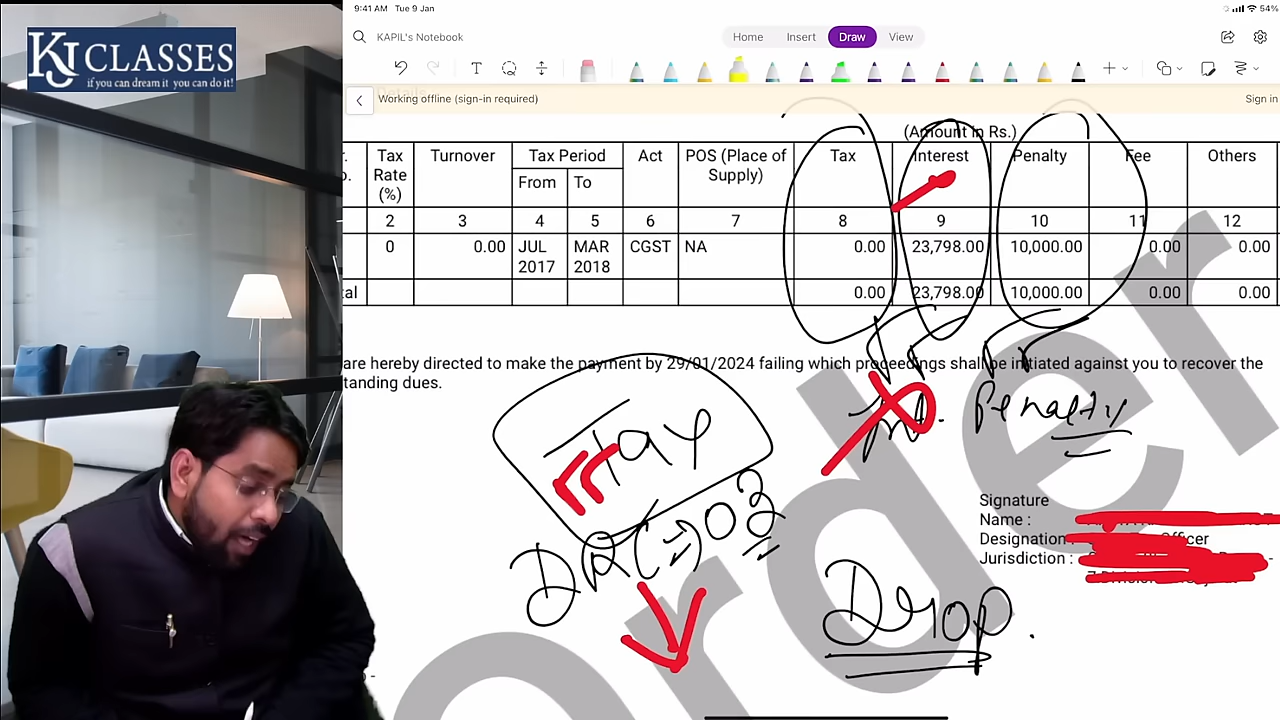 9:41 AM Tue 9 Jan
54%
KJ CLASSES
if you can dream it you can do it!
KAPIL's Notebook
Home Insert Draw View
Working offline (sign-in required)
Sign in
(Amount in Rs.)
Tax Rate (%) Turnover Tax Period Act POS (Place of Supply) Tax Interest Penalty Fee Others
From To
2 3 4 5 6 7 8 9 10 11 12
0 0.00 JUL 2017 MAR 2018 CGST NA 0.00 23,798.00 10,000.00 0.00 0.00
tal 0.00 23,798.00 10,000.00 0.00 0.00
are hereby directed to make the payment by 29/01/2024 failing which proceedings shall be initiated against you to recover the
tanding dues.
Penalty
Signature
Name :
Designation
Officer
Jurisdiction :
DRC-03
Drop.
order